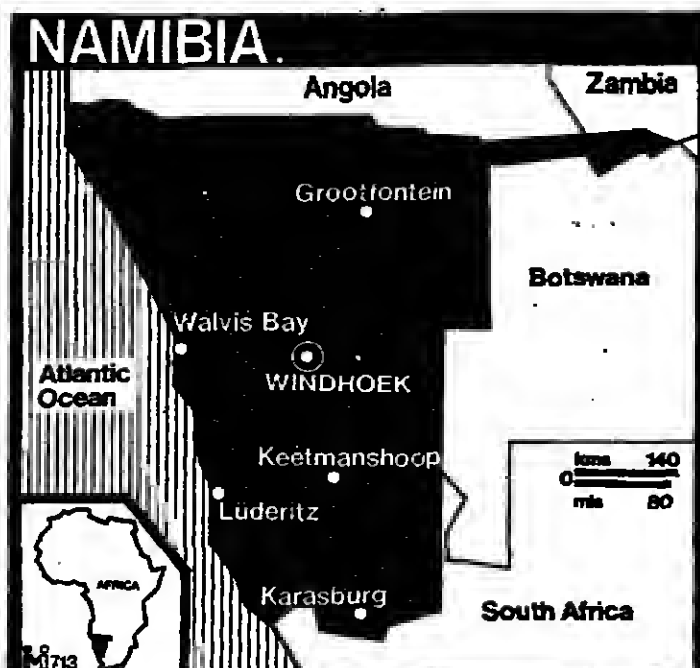 NAMIBIA.
Angola
Zambia
Grootfontein
Botswana
Walvis Bay
WINDHOEK
Atlantic
Ocean
Keetmanshoop
kms 140
0
mls 80
Lüderitz
AFRICA
Karasburg
South Africa
M1713